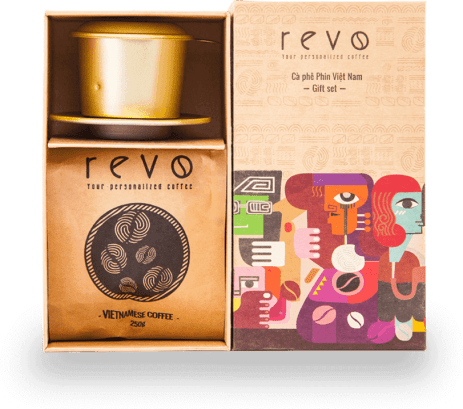 revo
Your personalized coffee
- VIETNAMESE COFFEE -
250g
revo
Your personalized coffee
Cà phê Phin Việt Nam
– Gift set –